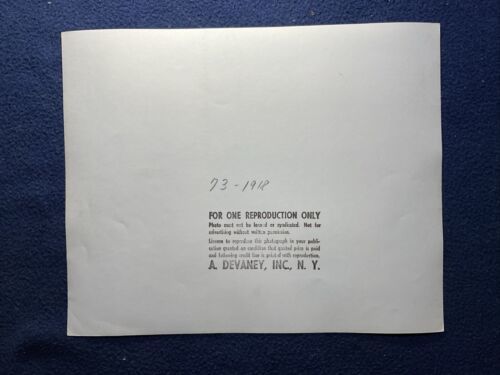 73-1918
FOR ONE REPRODUCTION ONLY
Photo must not be loaned or syndicated. Not for
advertising without written permission.
License to reproduce this photograph in your publi-
cation granted on condition that quoted price is paid
and following credit line is printed with reproduction.
A. DEVANEY, INC., N. Y.